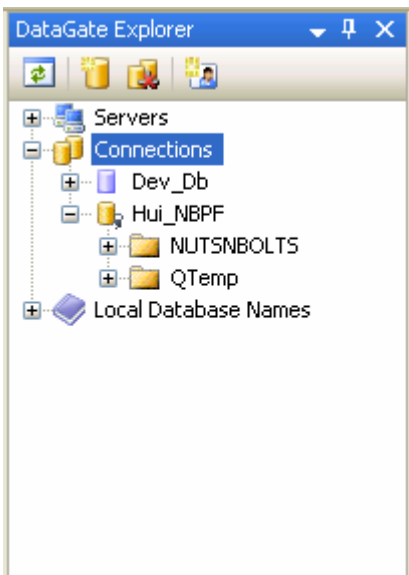 DataGate Explorer
Servers
Connections
Dev_Db
Hui_NBPF
NUTSNBOLTS
QTemp
Local Database Names